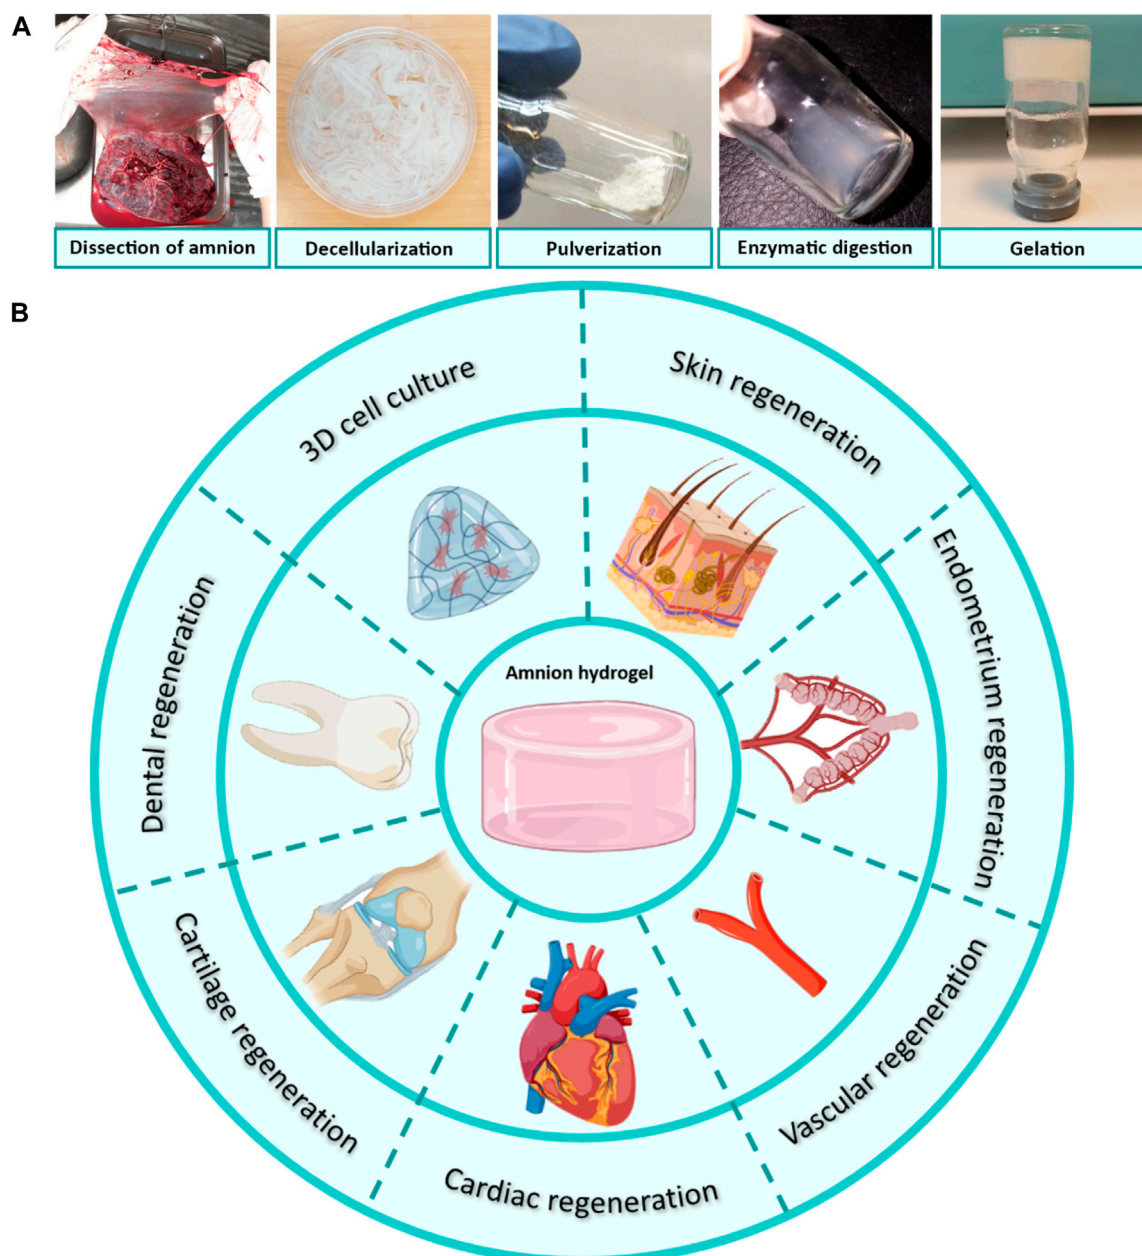 A
Dissection of amnion
Decellularization
Pulverization
Enzymatic digestion
Gelation
B
3D cell culture
Skin regeneration
Endometrium regeneration
Vascular regeneration
Cardiac regeneration
Cartilage regeneration
Dental regeneration
Amnion hydrogel